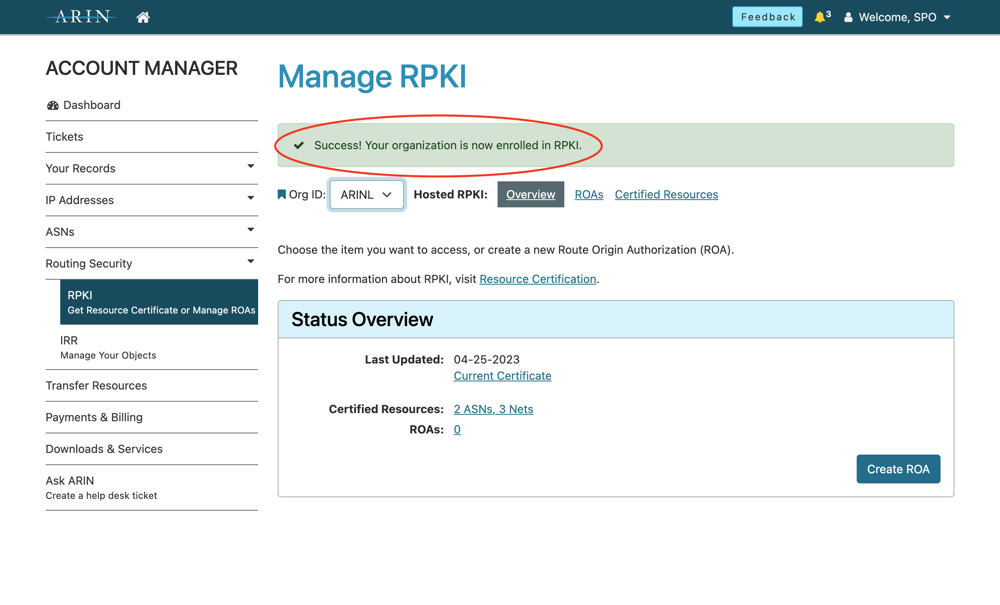 ARIN
Feedback
3
Welcome, SPO
ACCOUNT MANAGER
Dashboard
Tickets
Your Records
IP Addresses
ASNs
Routing Security
RPKI
Get Resource Certificate or Manage ROAs
IRR
Manage Your Objects
Transfer Resources
Payments & Billing
Downloads & Services
Ask ARIN
Create a help desk ticket
Manage RPKI
Success! Your organization is now enrolled in RPKI.
Org ID: ARINL Hosted RPKI: Overview ROAs Certified Resources
Choose the item you want to access, or create a new Route Origin Authorization (ROA).
For more information about RPKI, visit Resource Certification.
Status Overview
Last Updated: 04-25-2023
Current Certificate
Certified Resources: 2 ASNs, 3 Nets
ROAs: 0
Create ROA